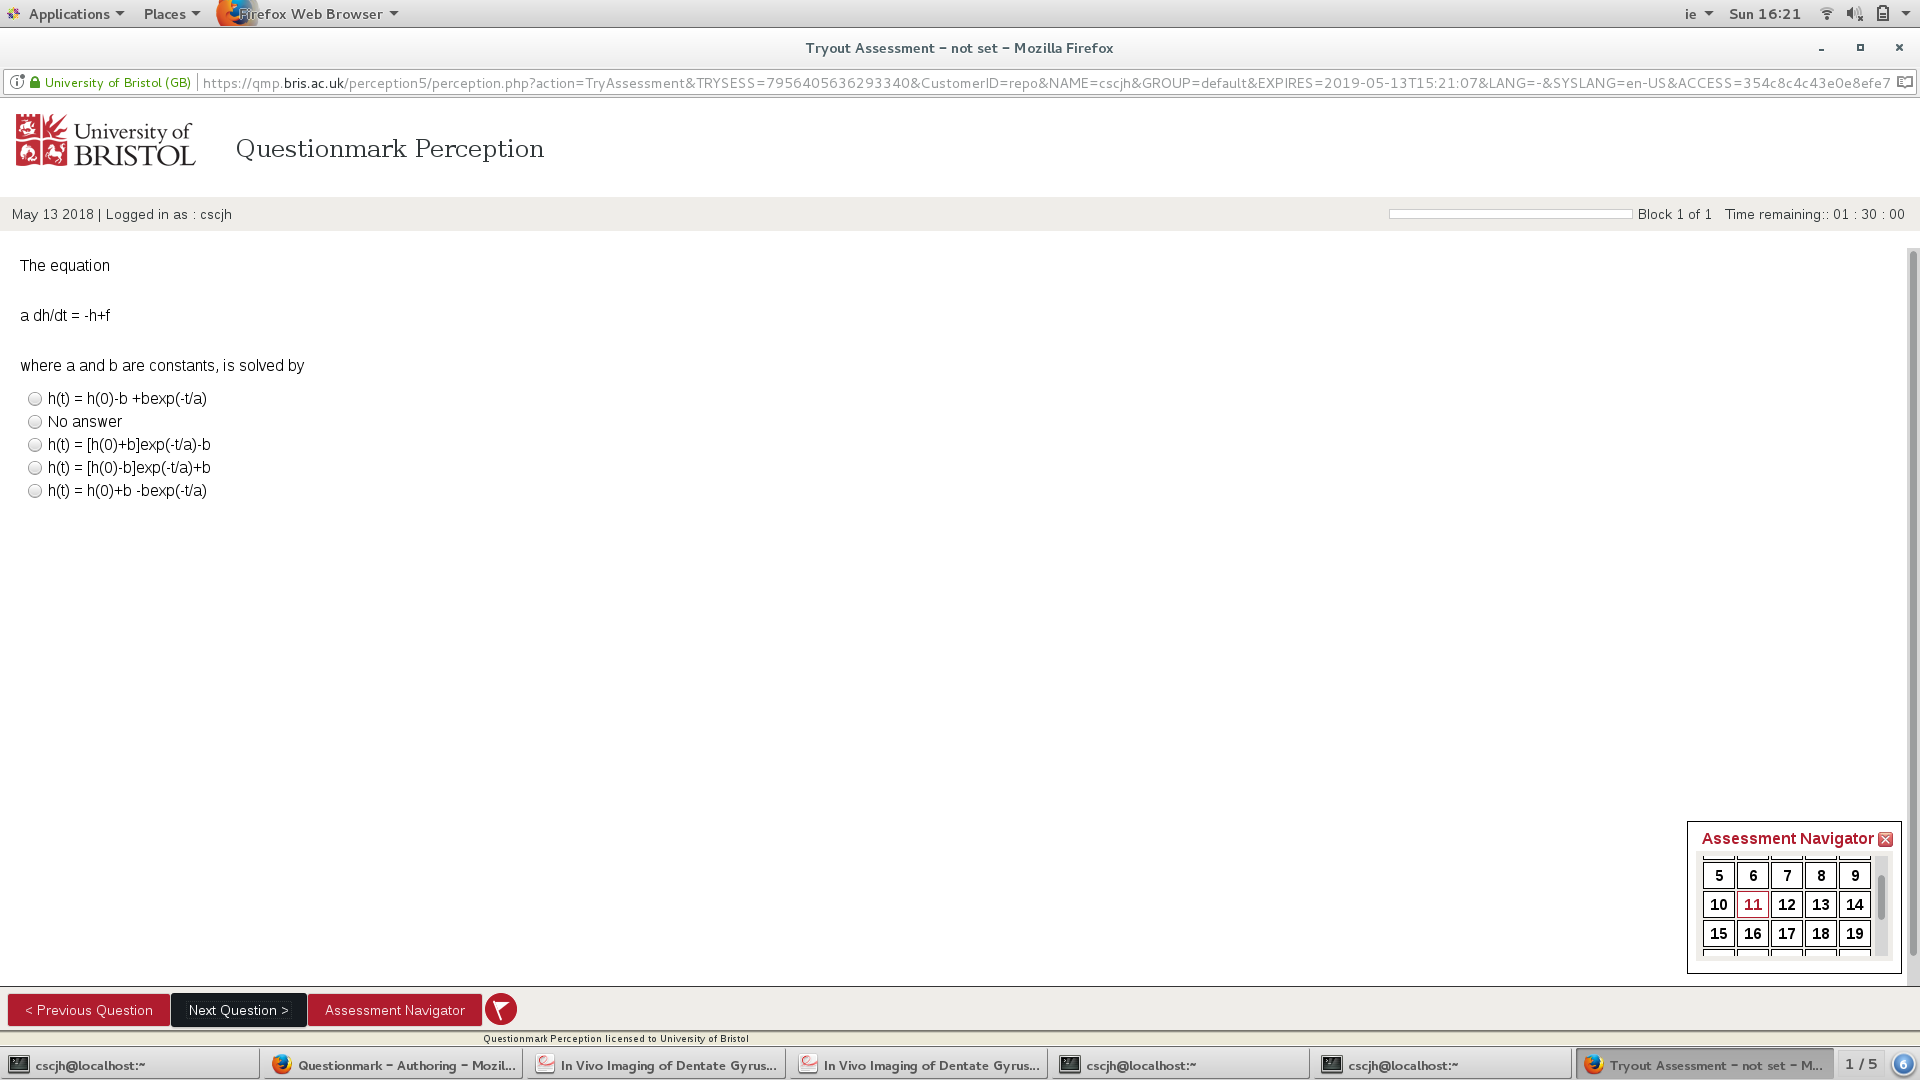 Applications Places Firefox Web Browser ie Sun 16:21
Tryout Assessment – not set – Mozilla Firefox
University of Bristol (GB) https://qmp.bris.ac.uk/perception5/perception.php?action=TryAssessment&TRYSESS=7956405636293340&CustomerID=repo&NAME=cscjh&GROUP=default&EXPIRES=2019-05-13T15:21:07&LANG=-&SYSLANG=en-US&ACCESS=354c8c4c43e0e8efe7
University of
BRISTOL
Questionmark Perception
May 13 2018 | Logged in as : cscjh Block 1 of 1 Time remaining:: 01 : 30 : 00
The equation
a dh/dt = -h+f
where a and b are constants, is solved by
h(t) = h(0)-b +bexp(-t/a)
No answer
h(t) = [h(0)+b]exp(-t/a)-b
h(t) = [h(0)-b]exp(-t/a)+b
h(t) = h(0)+b -bexp(-t/a)
Assessment Navigator
5 6 7 8 9
10 11 12 13 14
15 16 17 18 19
< Previous Question Next Question > Assessment Navigator
Questionmark Perception licensed to University of Bristol
cscjh@localhost:~ Questionmark – Authoring – Mozil... In Vivo Imaging of Dentate Gyrus... In Vivo Imaging of Dentate Gyrus... cscjh@localhost:~ cscjh@localhost:~ Tryout Assessment – not set – M... 1 / 5 6